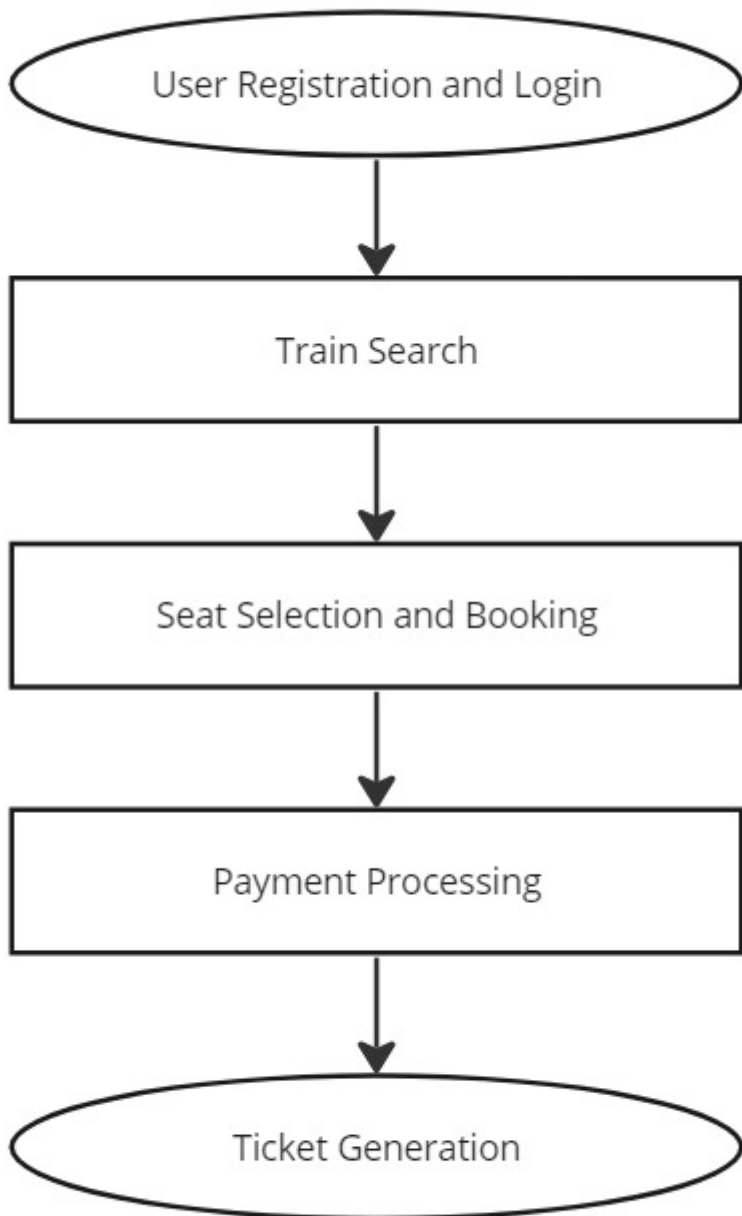 User Registration and Login
Train Search
Seat Selection and Booking
Payment Processing
Ticket Generation